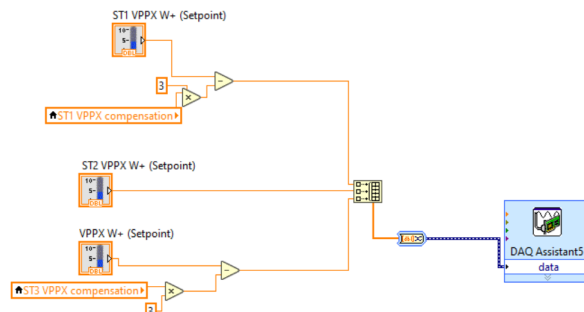 ST1 VPPX W+ (Setpoint)
10-
5-
DBL
3
ST1 VPPX compensation
ST2 VPPX W+ (Setpoint)
10-
5-
DBL
VPPX W+ (Setpoint)
10-
5-
DBL
ST3 VPPX compensation
3
DAQ Assistant5
data